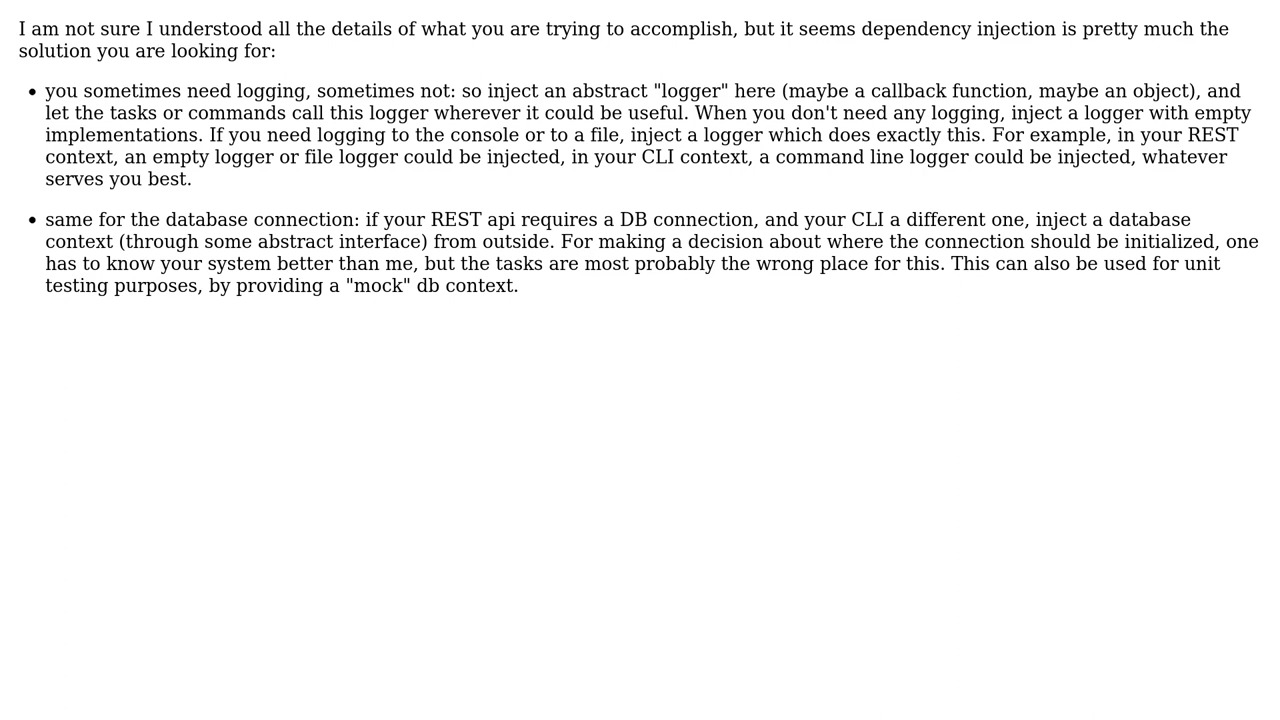 I am not sure I understood all the details of what you are trying to accomplish, but it seems dependency injection is pretty much the
solution you are looking for:
• you sometimes need logging, sometimes not: so inject an abstract "logger" here (maybe a callback function, maybe an object), and
let the tasks or commands call this logger wherever it could be useful. When you don't need any logging, inject a logger with empty
implementations. If you need logging to the console or to a file, inject a logger which does exactly this. For example, in your REST
context, an empty logger or file logger could be injected, in your CLI context, a command line logger could be injected, whatever
serves you best.
• same for the database connection: if your REST api requires a DB connection, and your CLI a different one, inject a database
context (through some abstract interface) from outside. For making a decision about where the connection should be initialized, one
has to know your system better than me, but the tasks are most probably the wrong place for this. This can also be used for unit
testing purposes, by providing a "mock" db context.